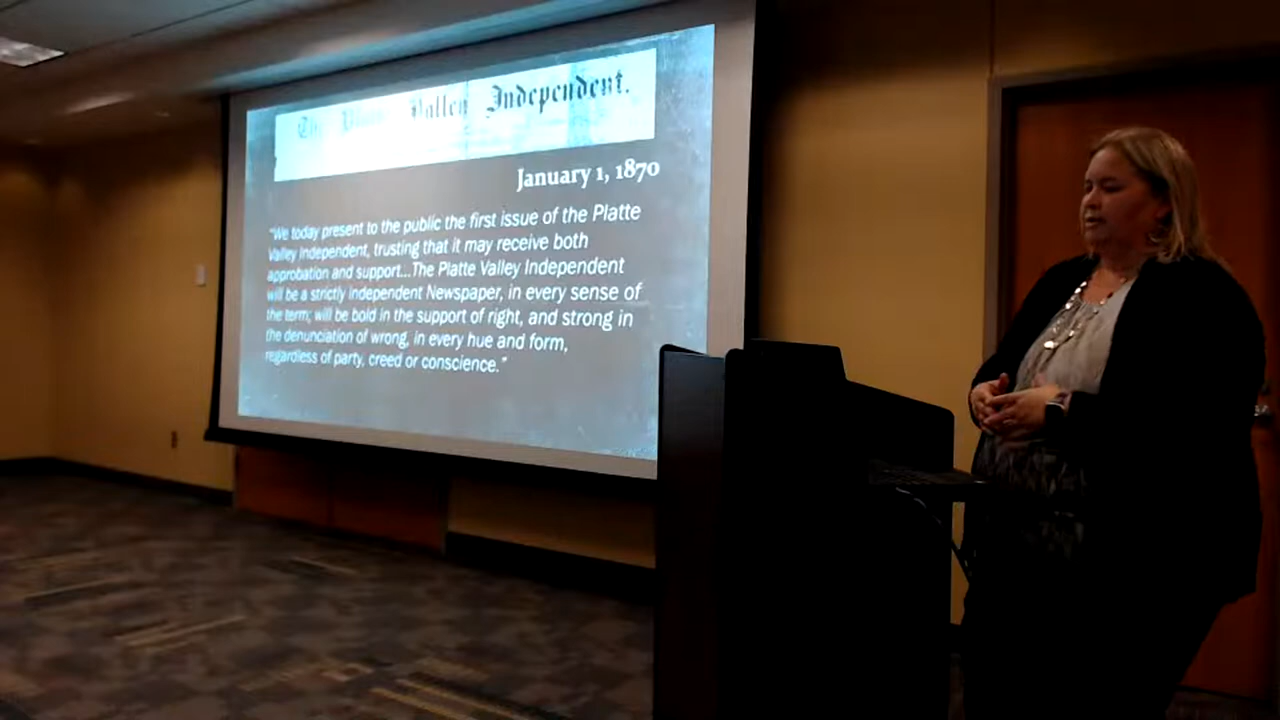 The Platte Valley Independent.
January 1, 1870
"We today present to the public the first issue of the Platte
Valley Independent, trusting that it may receive both
approbation and support...The Platte Valley Independent
will be a strictly independent Newspaper, in every sense of
the term; will be bold in the support of right, and strong in
the denunciation of wrong, in every hue and form,
regardless of party, creed or conscience."